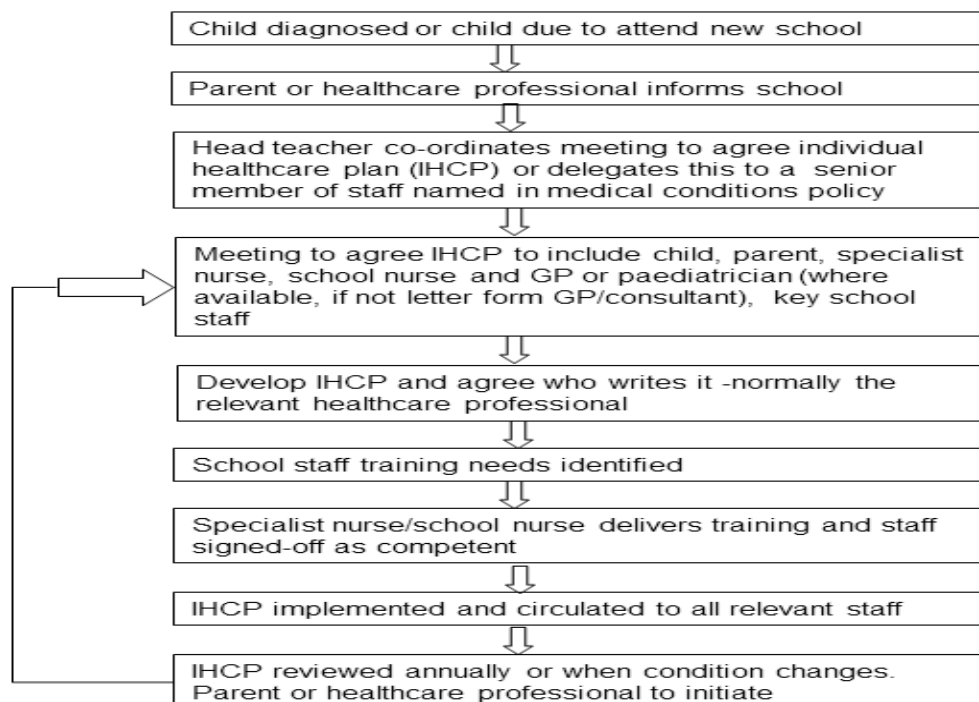 Child diagnosed or child due to attend new school
Parent or healthcare professional informs school
Head teacher co-ordinates meeting to agree individual
healthcare plan (IHCP) or delegates this to a senior
member of staff named in medical conditions policy
Meeting to agree IHCP to include child, parent, specialist
nurse, school nurse and GP or paediatrician (where
available, if not letter form GP/consultant), key school
staff
Develop IHCP and agree who writes it -normally the
relevant healthcare professional
School staff training needs identified
Specialist nurse/school nurse delivers training and staff
signed-off as competent
IHCP implemented and circulated to all relevant staff
IHCP reviewed annually or when condition changes.
Parent or healthcare professional to initiate